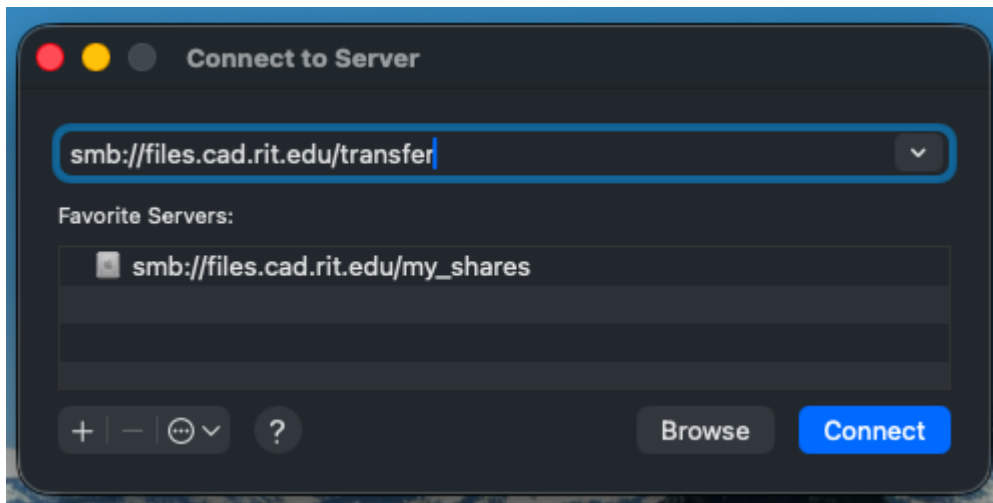 Connect to Server
smb://files.cad.rit.edu/transfer
Favorite Servers:
smb://files.cad.rit.edu/my_shares
?
Browse
Connect